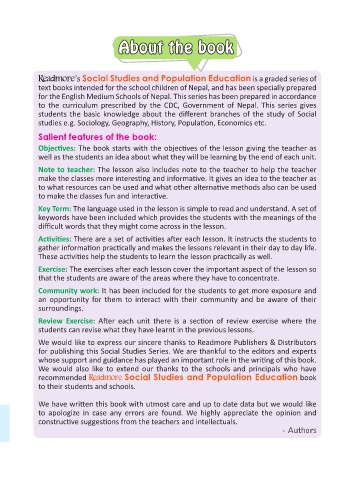 About the book
Readmore's Social Studies and Population Education is a graded series of
text books intended for the school children of Nepal, and has been specially prepared
for the English Medium Schools of Nepal. This series has been prepared in accordance
to the curriculum prescribed by the CDC, Government of Nepal. This series gives
students the basic knowledge about the different branches of the study of Social
studies e.g. Sociology, Geography, History, Population, Economics etc.
Salient features of the book:
Objectives: The book starts with the objectives of the lesson giving the teacher as
well as the students an idea about what they will be learning by the end of each unit.
Note to teacher: The lesson also includes note to the teacher to help the teacher
make the classes more interesting and informative. It gives an idea to the teacher as
to what resources can be used and what other alternative methods also can be used
to make the classes fun and interactive.
Key Term: The language used in the lesson is simple to read and understand. A set of
keywords have been included which provides the students with the meanings of the
difficult words that they might come across in the lesson.
Activities: There are a set of activities after each lesson. It instructs the students to
gather information practically and makes the lessons relevant in their day to day life.
These activities help the students to learn the lesson practically as well.
Exercise: The exercises after each lesson cover the important aspect of the lesson so
that the students are aware of the areas where they have to concentrate.
Community work: It has been included for the students to get more exposure and
an opportunity for them to interact with their community and be aware of their
surroundings.
Review Exercise: After each unit there is a section of review exercise where the
students can revise what they have learnt in the previous lessons.
We would like to express our sincere thanks to Readmore Publishers & Distributors
for publishing this Social Studies Series. We are thankful to the editors and experts
whose support and guidance has played an important role in the writing of this book.
We would also like to extend our thanks to the schools and principals who have
recommended Readmore Social Studies and Population Education book
to their students and schools.
We have written this book with utmost care and up to date data but we would like
to apologize in case any errors are found. We highly appreciate the opinion and
constructive suggestions from the teachers and intellectuals.
- Authors